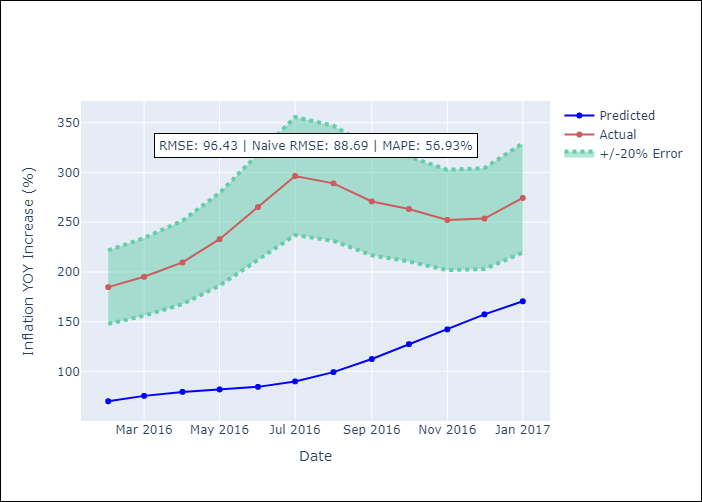 RMSE: 96.43 | Naive RMSE: 88.69 | MAPE: 56.93%
Predicted
Actual
+/-20% Error
Inflation YOY Increase (%)
350
300
250
200
150
100
Mar 2016
May 2016
Jul 2016
Sep 2016
Nov 2016
Jan 2017
Date